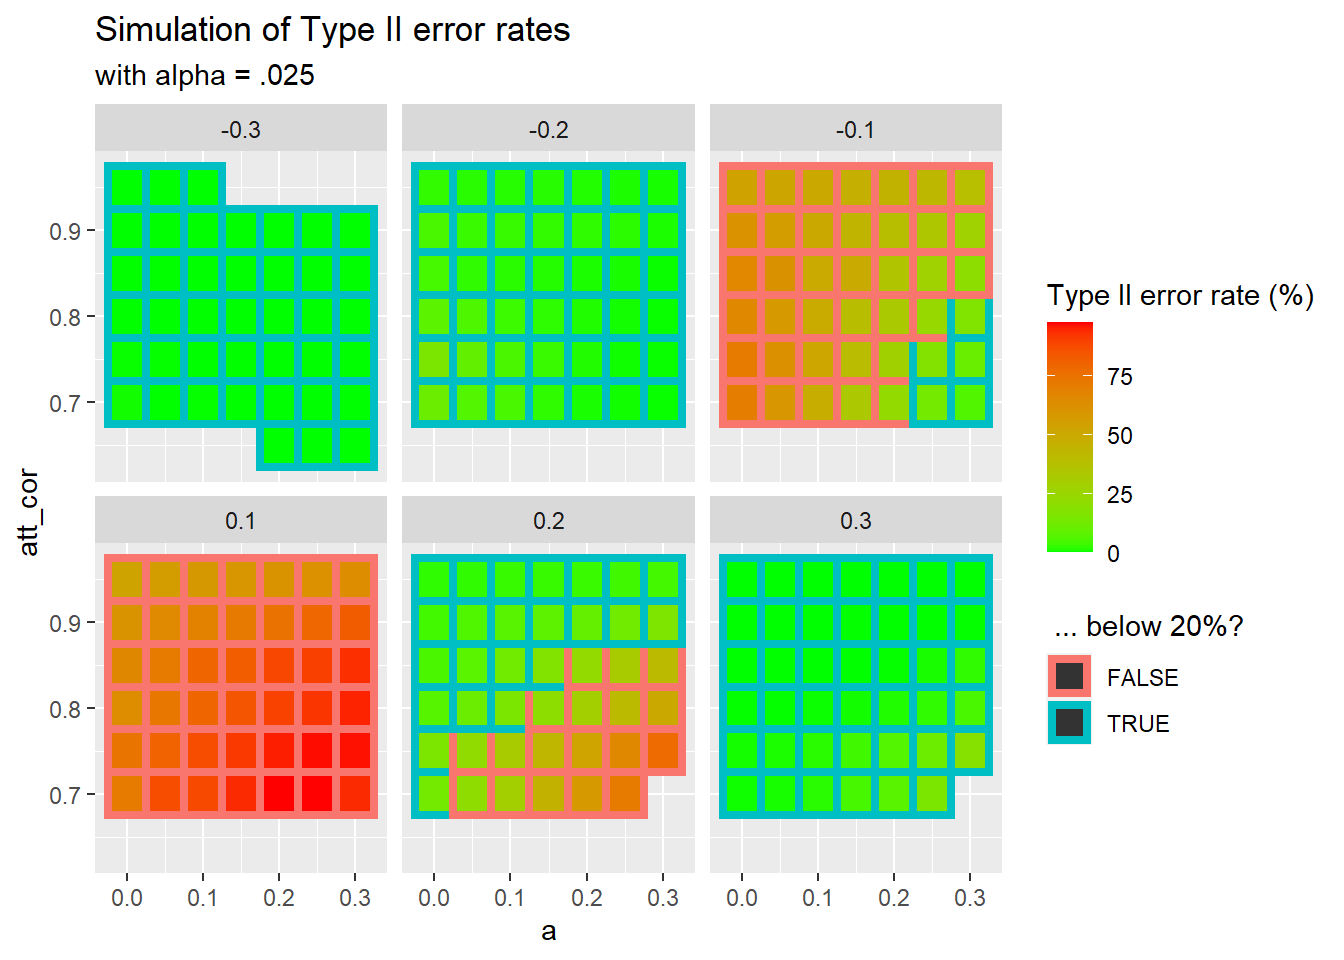 Simulation of Type II error rates
with alpha = .025
-0.3
-0.2
-0.1
0.9
0.8
0.7
att_cor
0.1
0.2
0.3
0.9
0.8
0.7
0.0 0.1 0.2 0.3
0.0 0.1 0.2 0.3
0.0 0.1 0.2 0.3
a
Type II error rate (%)
75
50
25
0
... below 20%?
FALSE
TRUE